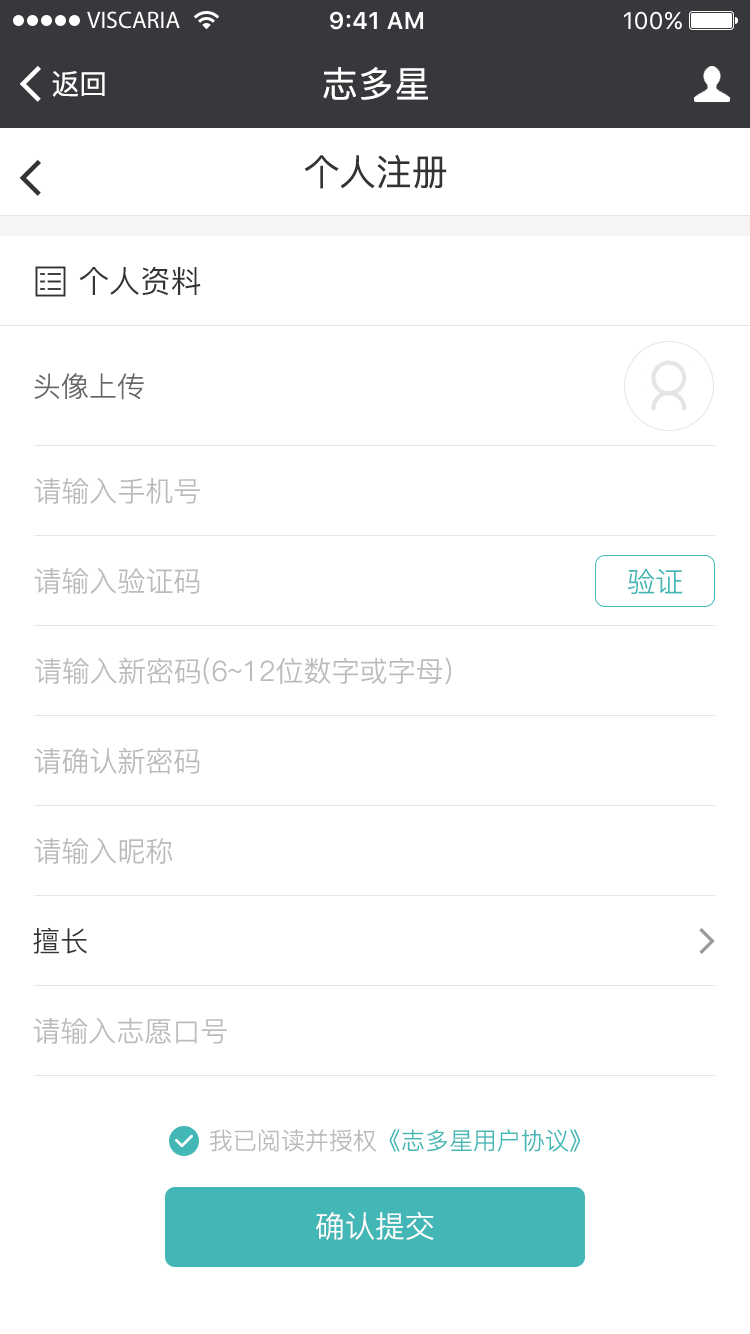 VISCARIA 9:41 AM 100%
返回 志多星
个人注册
个人资料
头像上传
请输入手机号
请输入验证码 验证
请输入新密码(6~12位数字或字母)
请确认新密码
请输入昵称
擅长
请输入志愿口号
我已阅读并授权《志多星用户协议》
确认提交